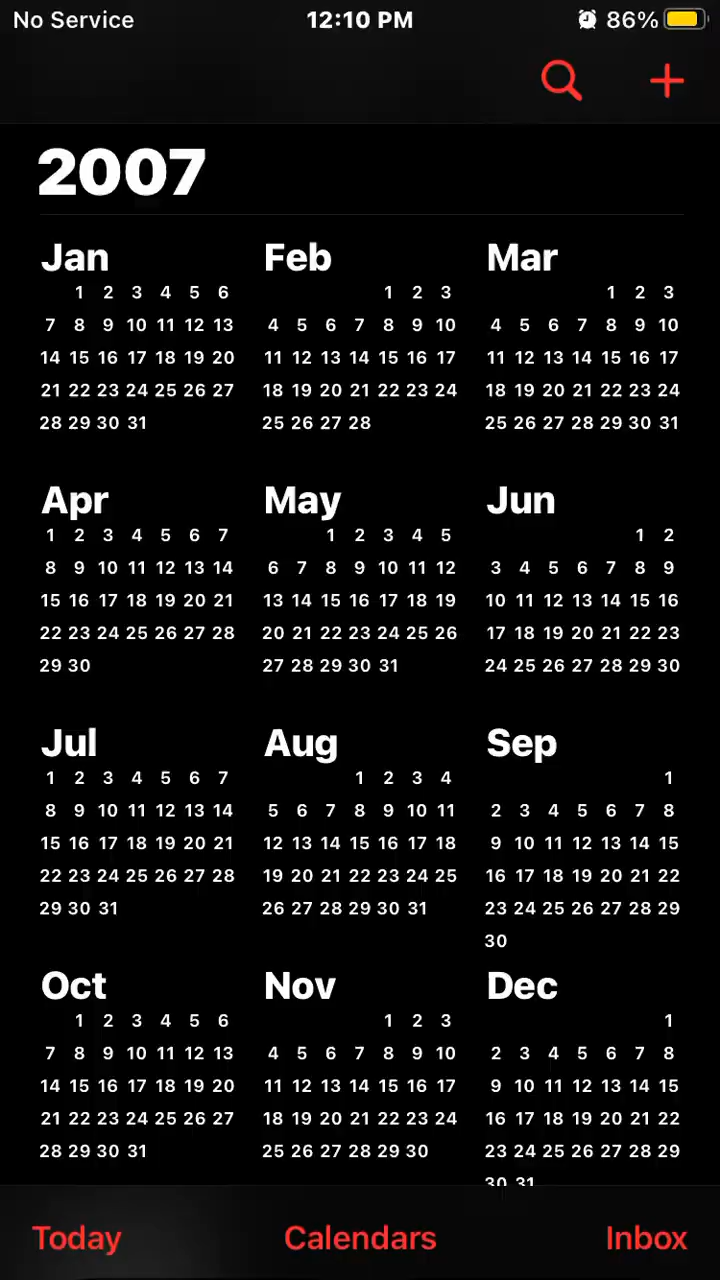 No Service 12:10 PM 86%
2007
Jan Feb Mar
1 2 3 4 5 6 1 2 3 1 2 3
7 8 9 10 11 12 13 4 5 6 7 8 9 10 4 5 6 7 8 9 10
14 15 16 17 18 19 20 11 12 13 14 15 16 17 11 12 13 14 15 16 17
21 22 23 24 25 26 27 18 19 20 21 22 23 24 18 19 20 21 22 23 24
28 29 30 31 25 26 27 28 25 26 27 28 29 30 31
Apr May Jun
1 2 3 4 5 6 7 1 2 3 4 5 1 2
8 9 10 11 12 13 14 6 7 8 9 10 11 12 3 4 5 6 7 8 9
15 16 17 18 19 20 21 13 14 15 16 17 18 19 10 11 12 13 14 15 16
22 23 24 25 26 27 28 20 21 22 23 24 25 26 17 18 19 20 21 22 23
29 30 27 28 29 30 31 24 25 26 27 28 29 30
Jul Aug Sep
1 2 3 4 5 6 7 1 2 3 4 1
8 9 10 11 12 13 14 5 6 7 8 9 10 11 2 3 4 5 6 7 8
15 16 17 18 19 20 21 12 13 14 15 16 17 18 9 10 11 12 13 14 15
22 23 24 25 26 27 28 19 20 21 22 23 24 25 16 17 18 19 20 21 22
29 30 31 26 27 28 29 30 31 23 24 25 26 27 28 29
30
Oct Nov Dec
1 2 3 4 5 6 1 2 3 1
7 8 9 10 11 12 13 4 5 6 7 8 9 10 2 3 4 5 6 7 8
14 15 16 17 18 19 20 11 12 13 14 15 16 17 9 10 11 12 13 14 15
21 22 23 24 25 26 27 18 19 20 21 22 23 24 16 17 18 19 20 21 22
28 29 30 31 25 26 27 28 29 30 23 24 25 26 27 28 29
30 31
Today Calendars Inbox